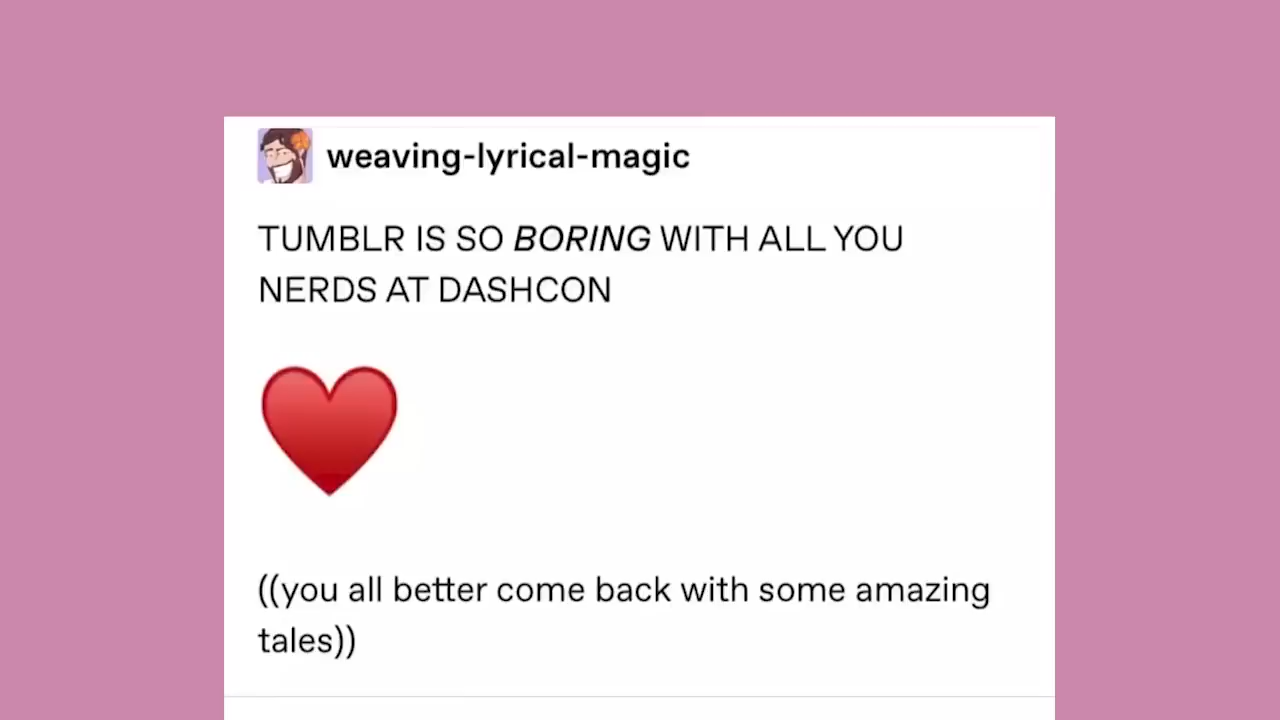 weaving-lyrical-magic
TUMBLR IS SO BORING WITH ALL YOU
NERDS AT DASHCON
((you all better come back with some amazing
tales))